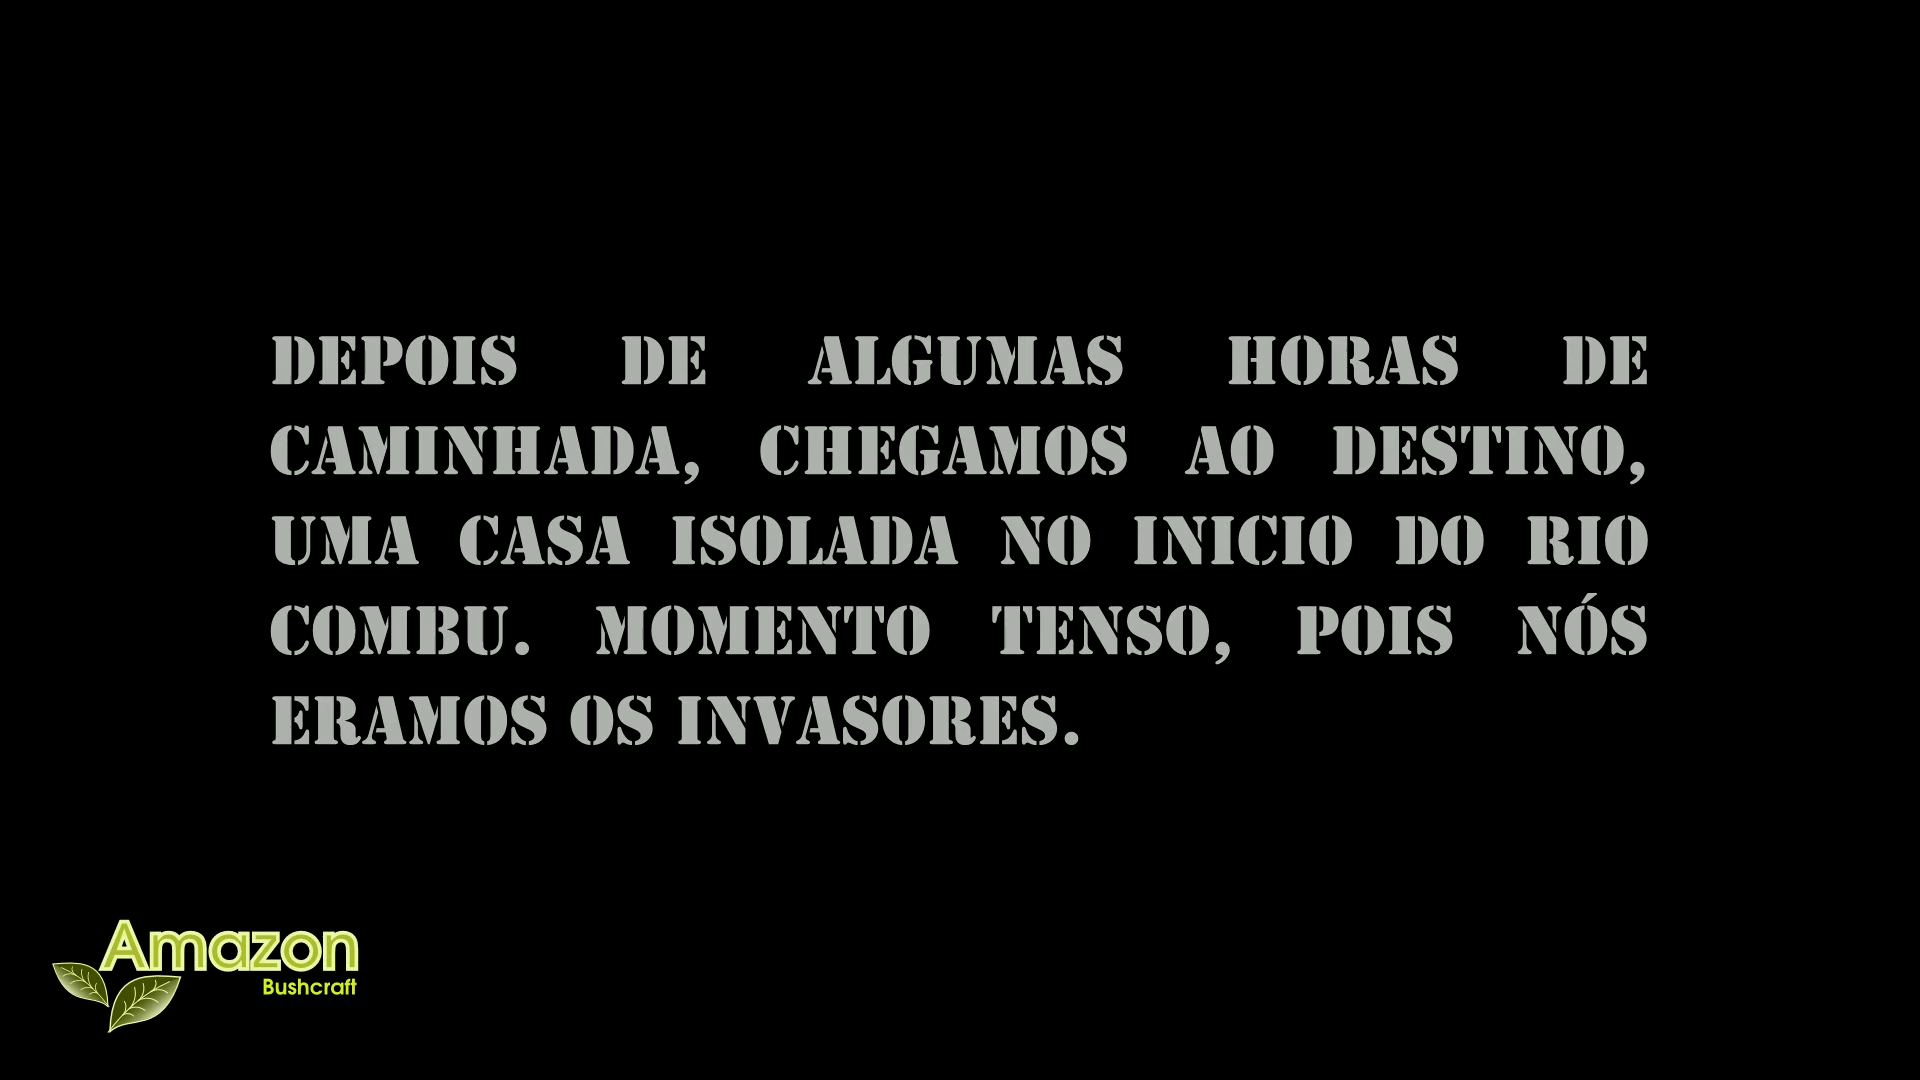 DEPOIS DE ALGUMAS HORAS DE
CAMINHADA, CHEGAMOS AO DESTINO,
UMA CASA ISOLADA NO INICIO DO RIO
COMBU. MOMENTO TENSO, POIS NÓS
ERAMOS OS INVASORES.
Amazon
Bushcraft